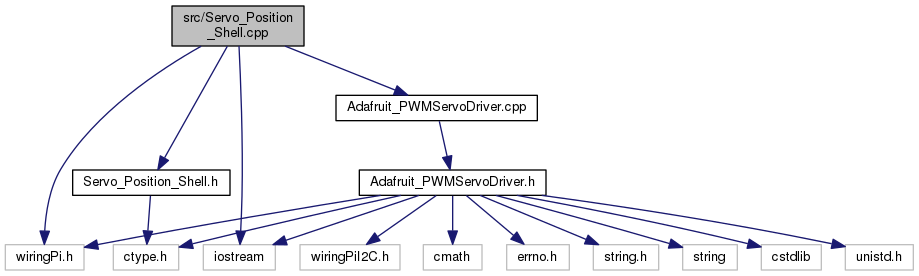 src/Servo_Position
_Shell.cpp
Adafruit_PWMServoDriver.cpp
Servo_Position_Shell.h
Adafruit_PWMServoDriver.h
wiringPi.h
ctype.h
iostream
wiringPiI2C.h
cmath
errno.h
string.h
string
cstdlib
unistd.h